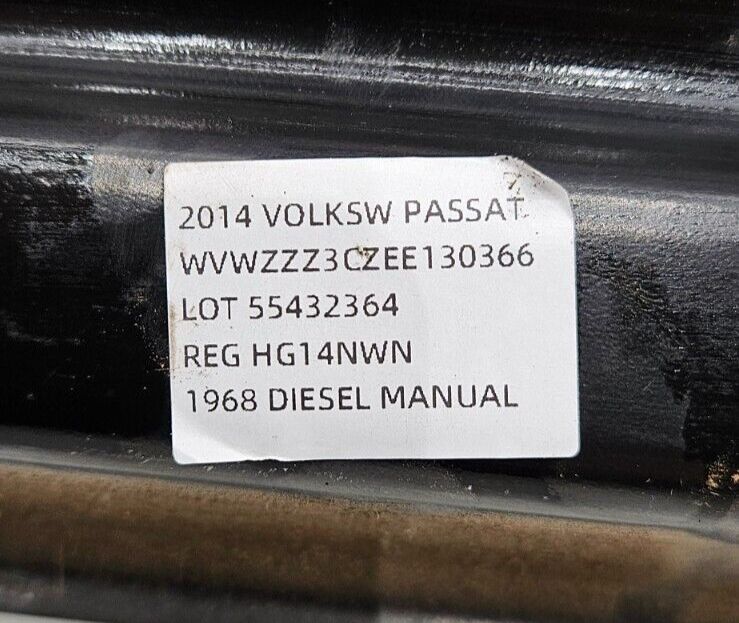 2014 VOLKSW PASSAT
WVWZZZ3CZEE130366
LOT 55432364
REG HG14NWN
1968 DIESEL MANUAL